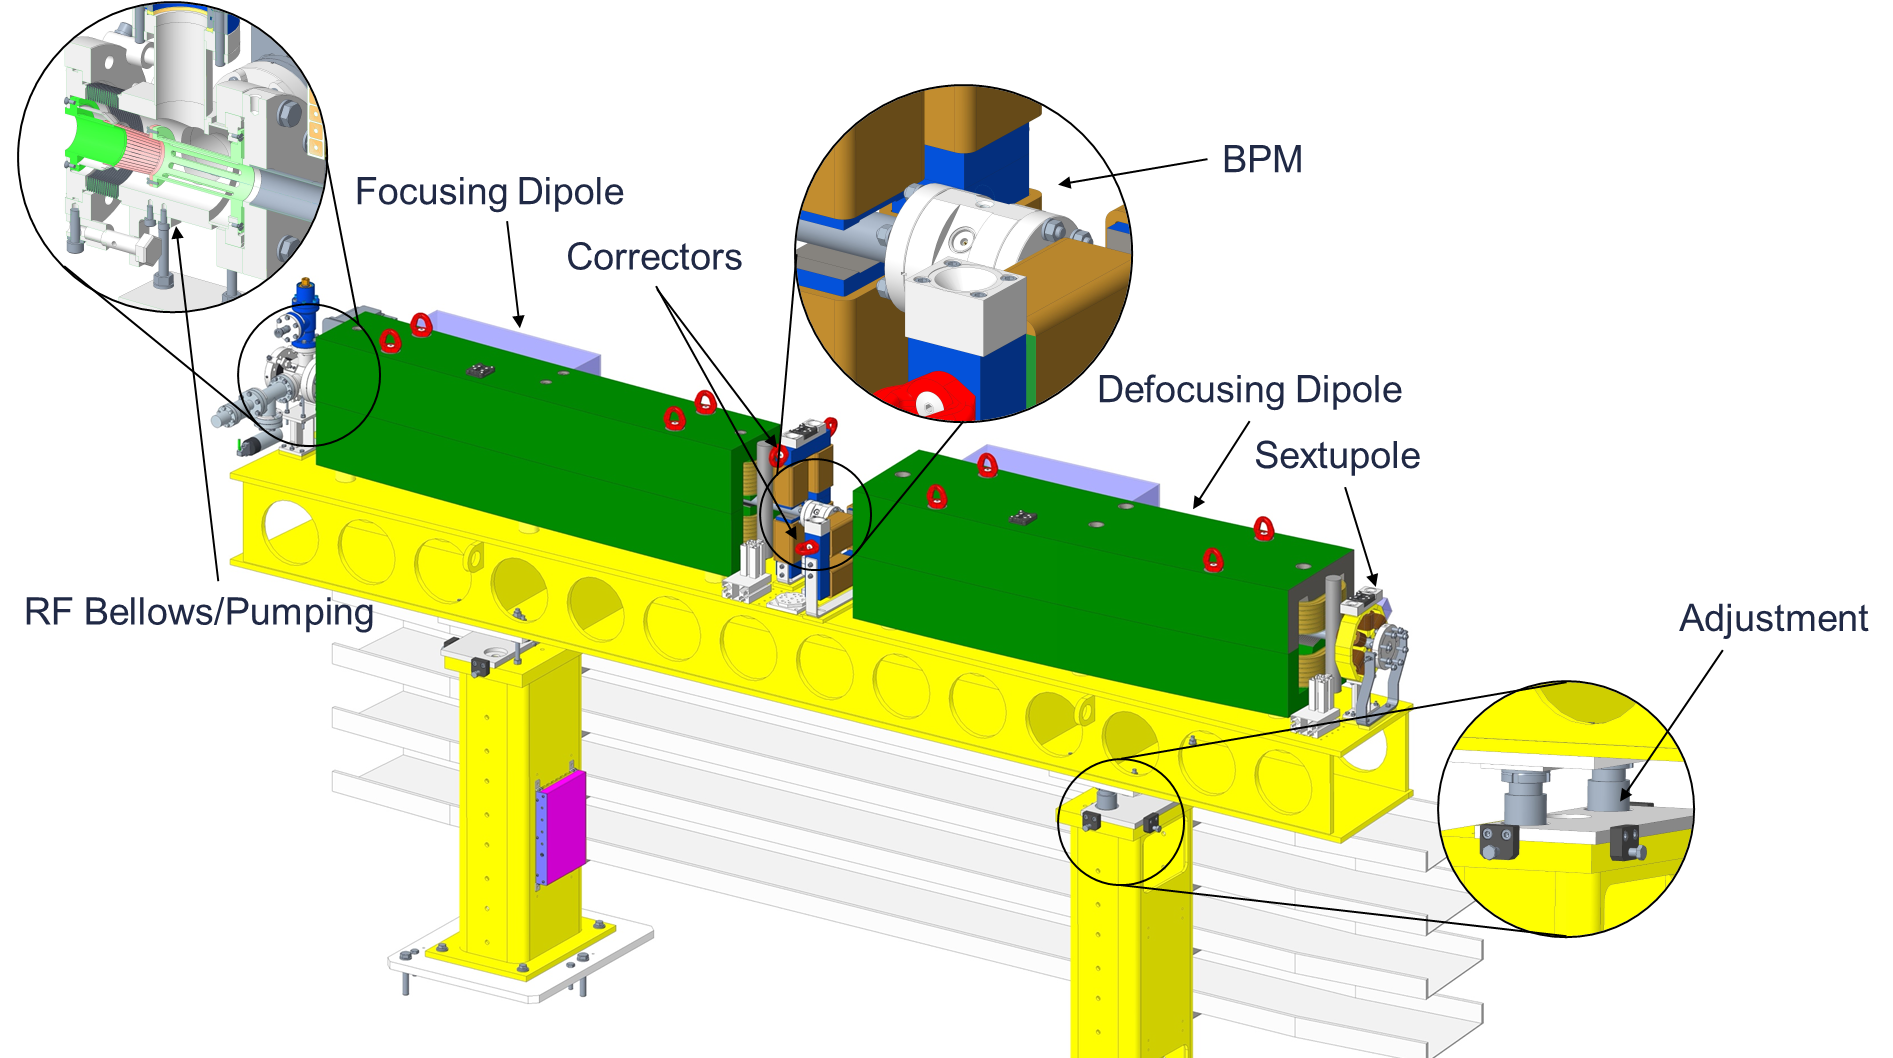 BPM
Focusing Dipole
Correctors
Defocusing Dipole
Sextupole
RF Bellows/Pumping
Adjustment